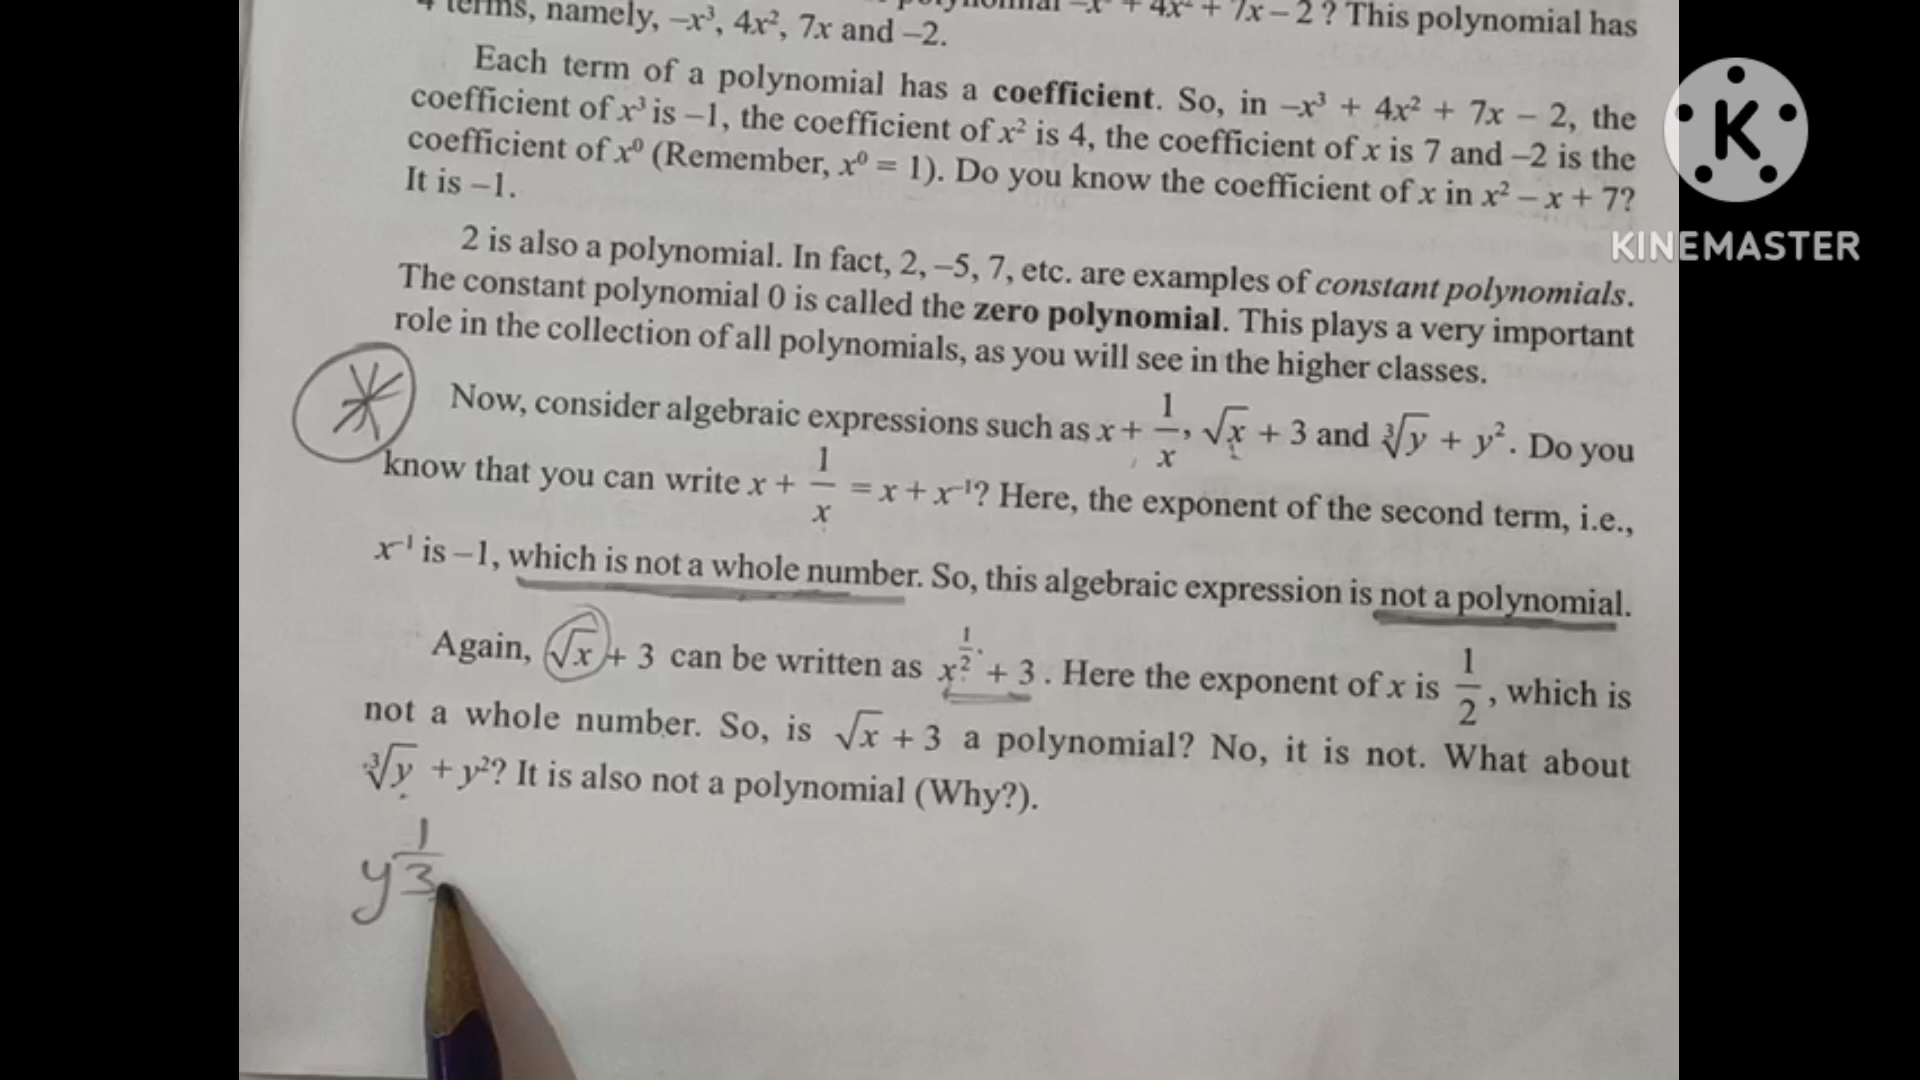 4 terms, namely, –x³, 4x², 7x and –2.
polynomial –x³ + 4x² + 7x – 2 ? This polynomial has
Each term of a polynomial has a coefficient. So, in –x³ + 4x² + 7x – 2, the
coefficient of x³ is –1, the coefficient of x² is 4, the coefficient of x is 7 and –2 is the
coefficient of x⁰ (Remember, x⁰ = 1). Do you know the coefficient of x in x² – x + 7?
It is –1.
2 is also a polynomial. In fact, 2, –5, 7, etc. are examples of constant polynomials.
The constant polynomial 0 is called the zero polynomial. This plays a very important
role in the collection of all polynomials, as you will see in the higher classes.
Now, consider algebraic expressions such as x + 1/x, √x + 3 and ∛y + y². Do you
know that you can write x + 1/x = x + x⁻¹? Here, the exponent of the second term, i.e.,
x⁻¹ is –1, which is not a whole number. So, this algebraic expression is not a polynomial.
Again, √x + 3 can be written as x^(1/2) + 3. Here the exponent of x is 1/2, which is
not a whole number. So, is √x + 3 a polynomial? No, it is not. What about
∛y + y²? It is also not a polynomial (Why?).
y^(1/3)
K
KINEMASTER